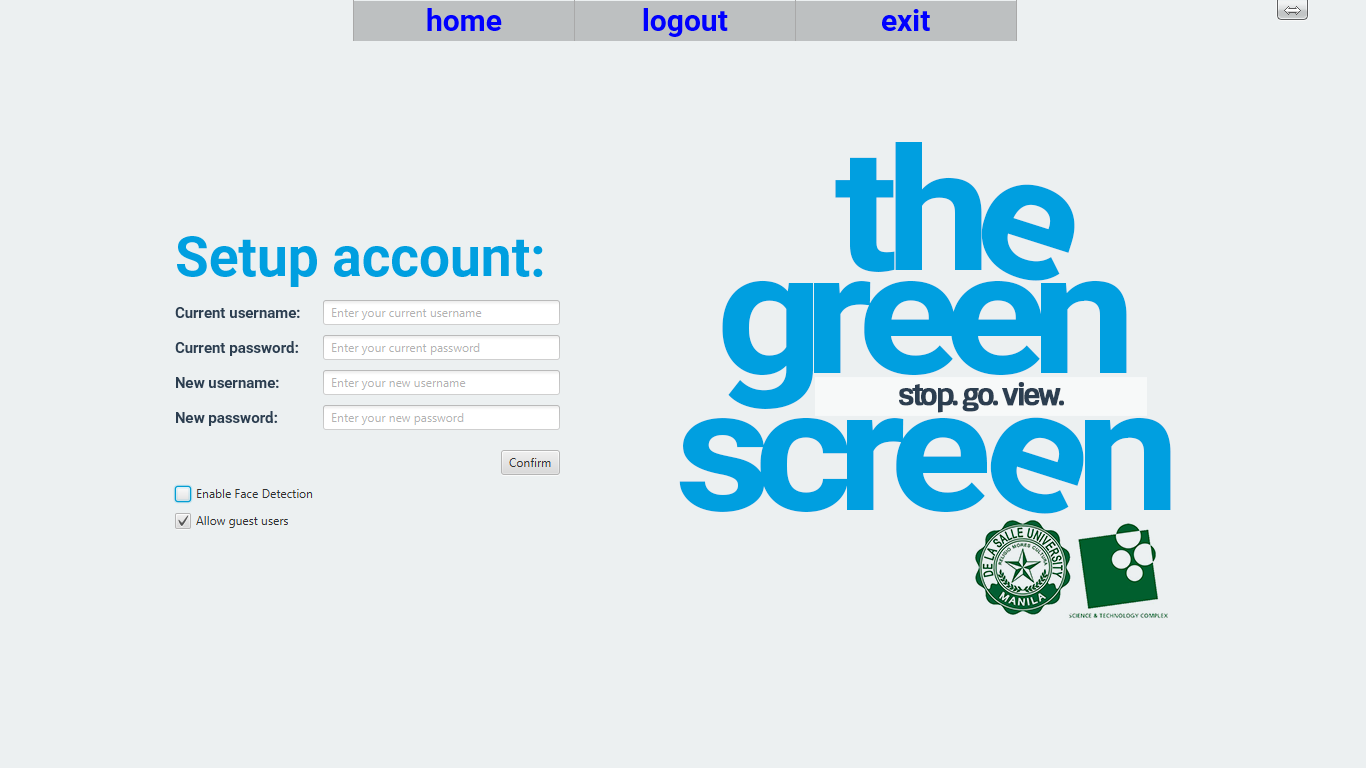 home logout exit
the
green
stop. go. view.
screen
Setup account:
Current username: Enter your current username
Current password: Enter your current password
New username: Enter your new username
New password: Enter your new password
Confirm
Enable Face Detection
Allow guest users
DE LA SALLE UNIVERSITY
RELIGIO MORES CULTURA
MANILA
SCIENCE & TECHNOLOGY COMPLEX